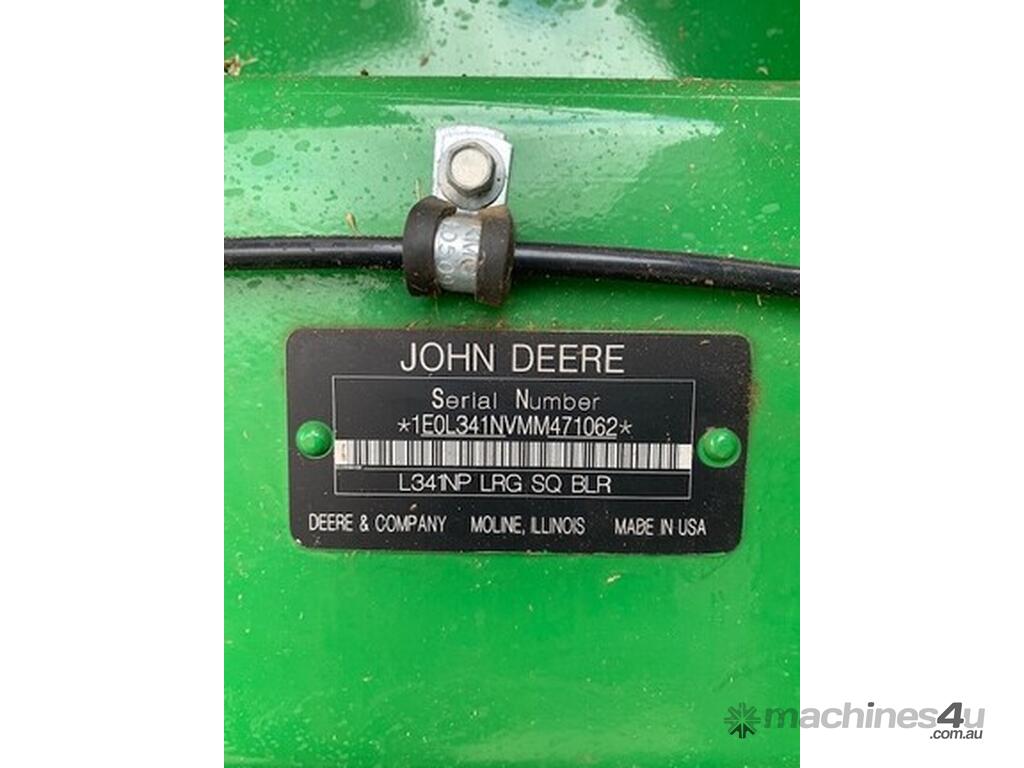 JOHN DEERE
Serial Number
*1E0L341NVMM471062*
L341NP LRG SQ BLR
DEERE & COMPANY MOLINE, ILLINOIS MADE IN USA
machines4u
.com.au